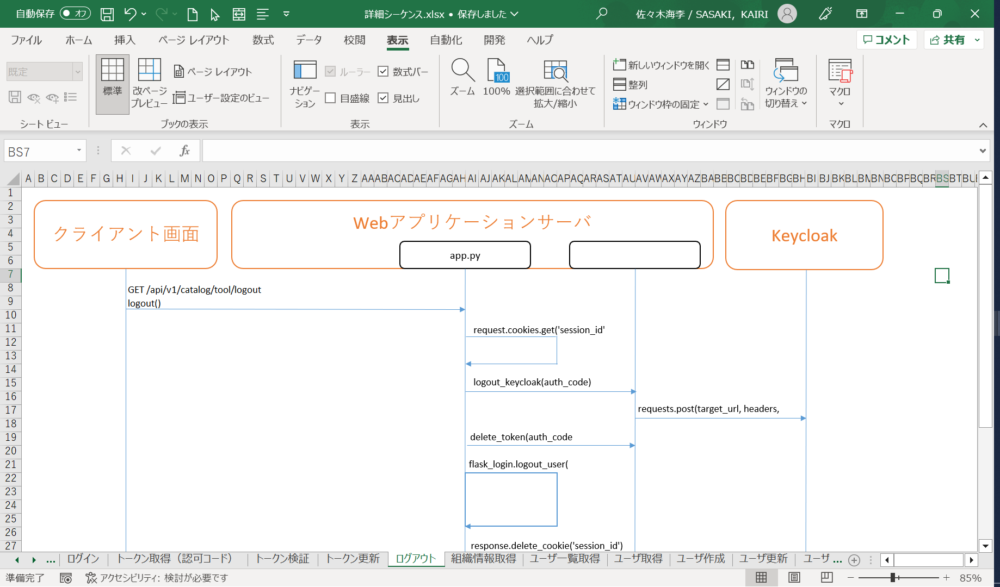 自動保存 オフ 詳細シーケンス.xlsx • 保存しました 佐々木海李 / SASAKI, KAIRI
ファイル ホーム 挿入 ページ レイアウト 数式 データ 校閲 表示 自動化 開発 ヘルプ コメント 共有
既定 標準 改ページ プレビュー ページ レイアウト ユーザー設定のビュー
ナビゲーション ルーラー 数式バー 目盛線 見出し
ズーム 100 100% 選択範囲に合わせて 拡大/縮小
新しいウィンドウを開く 整列 ウィンドウ枠の固定 ウィンドウの 切り替え マクロ
シート ビュー ブックの表示 表示 ズーム ウィンドウ マクロ
BS7 fx
A B C D E F G H I J K L M N O P Q R S T U V W X Y Z AA AB AC AD AE AF AG AH AI AJ AK AL AM AN AO AP AQ AR AS AT AU AV AW AX AY AZ BA BB BC BD BE BF BG BH BI BJ BK BL BM BN BO BP BQ BR BS BT BU
1
2
3
4
5
6
7
8
9
10
11
12
13
14
15
16
17
18
19
20
21
22
23
24
25
26
27
クライアント画面
Webアプリケーションサーバ
app.py
Keycloak
GET /api/v1/catalog/tool/logout
logout()
request.cookies.get('session_id'
logout_keycloak(auth_code)
requests.post(target_url, headers,
delete_token(auth_code
flask_login.logout_user(
response.delete_cookie('session_id')
... ログイン トークン取得（認可コード） トークン検証 トークン更新 ログアウト 組織情報取得 ユーザ一覧取得 ユーザ取得 ユーザ作成 ユーザ更新 ユーザ ...
準備完了 アクセシビリティ: 検討が必要です 85%